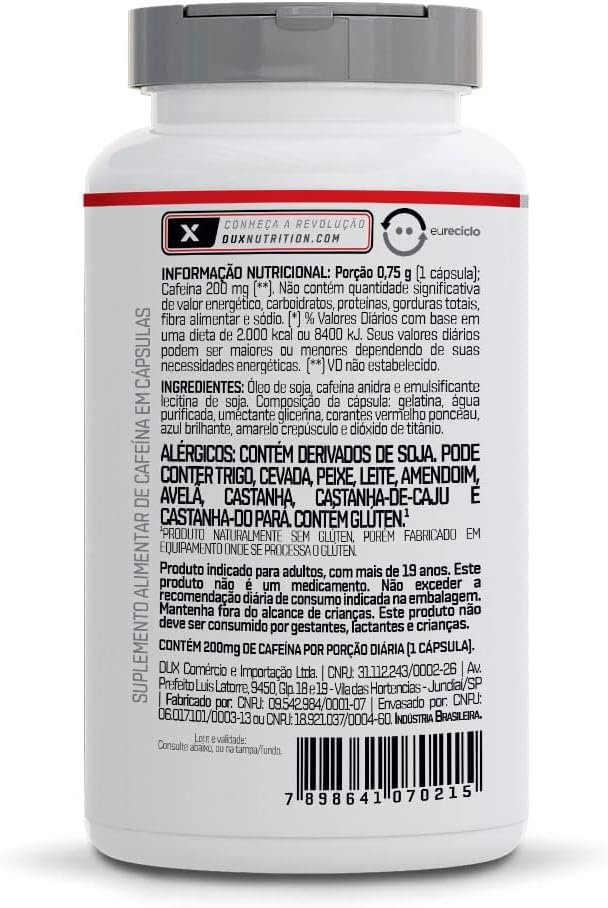 X CONHEÇA A REVOLUÇÃO
DUXNUTRITION.COM
eureciclo
INFORMAÇÃO NUTRICIONAL: Porção 0,75 g (1 cápsula);
Cafeína 200 mg (**). Não contém quantidade significativa
de valor energético, carboidratos, proteínas, gorduras totais,
fibra alimentar e sódio. (*) % Valores Diários com base em
uma dieta de 2.000 kcal ou 8400 kJ. Seus valores diários
podem ser maiores ou menores dependendo de suas
necessidades energéticas. (**) VD não estabelecido.
INGREDIENTES: Óleo de soja, cafeína anidra e emulsificante
lecitina de soja. Composição da cápsula: gelatina, água
purificada, umectante glicerina, corantes vermelho ponceau,
azul brilhante, amarelo crepúsculo e dióxido de titânio.
ALÉRGICOS: CONTÉM DERIVADOS DE SOJA. PODE
CONTER TRIGO, CEVADA, PEIXE, LEITE, AMENDOIM,
AVELÃ, CASTANHA, CASTANHA-DE-CAJU E
CASTANHA-DO PARÁ. CONTÉM GLÚTEN.¹
¹PRODUTO NATURALMENTE SEM GLÚTEN, PORÉM FABRICADO EM
EQUIPAMENTO ONDE SE PROCESSA O GLÚTEN.
Produto indicado para adultos, com mais de 19 anos. Este
produto não é um medicamento. Não exceder a
recomendação diária de consumo indicada na embalagem.
Mantenha fora do alcance de crianças. Este produto não
deve ser consumido por gestantes, lactantes e crianças.
CONTÉM 200mg DE CAFEÍNA POR PORÇÃO DIÁRIA (1 CÁPSULA).
DUX Comércio e Importação Ltda. | CNPJ: 31.112.243/0002-26 | Av.
Prefeito Luis Latorre, 9450, Glp. 18 e 19 - Vila das Hortencias - Jundiaí/SP
| Fabricado por: CNPJ: 09.542.984/0001-07 | Envasado por: CNPJ:
06.017.101/0003-13 ou CNPJ: 18.921.037/0004-60. INDÚSTRIA BRASILEIRA.
Lote e validade:
Consulte abaixo, ou na tampa/fundo.
7 898641 070215
SUPLEMENTO ALIMENTAR DE CAFEÍNA EM CÁPSULAS